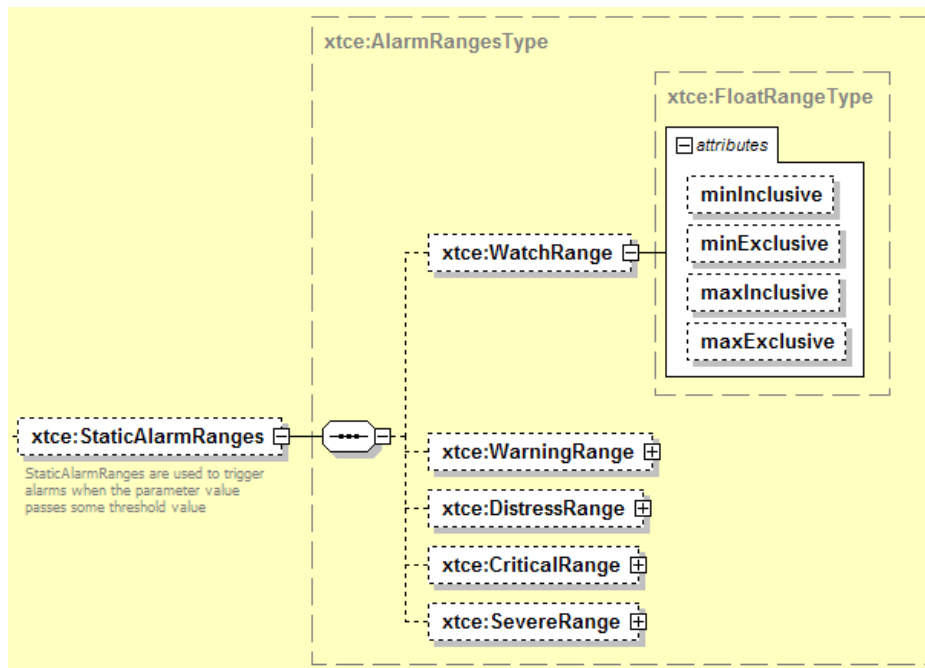 xtce:AlarmRangesType
xtce:FloatRangeType
attributes
minInclusive
minExclusive
maxInclusive
maxExclusive
xtce:WatchRange
xtce:StaticAlarmRanges
StaticAlarmRanges are used to trigger
alarms when the parameter value
passes some threshold value
xtce:WarningRange
xtce:DistressRange
xtce:CriticalRange
xtce:SevereRange